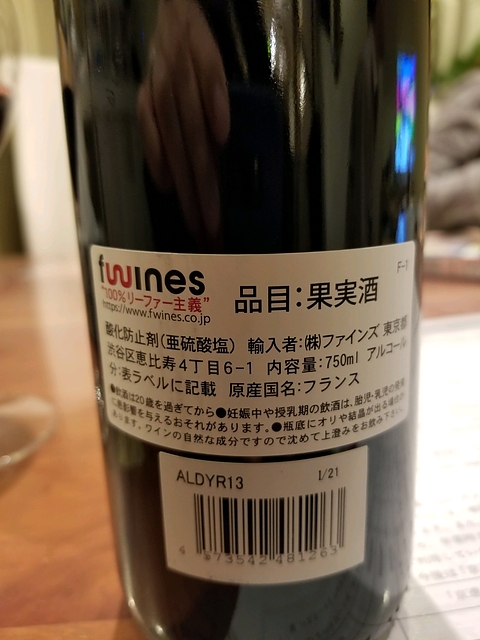 fwines
"100%リーファー主義"
https://www.fwines.co.jp
品目:果実酒
F-1
酸化防止剤(亜硫酸塩) 輸入者:㈱ファインズ 東京都
渋谷区恵比寿4丁目6-1 内容量:750ml アルコール
分:表ラベルに記載 原産国名:フランス
●飲酒は20歳を過ぎてから●妊娠中や授乳期の飲酒は、胎児・乳児の発育
に悪影響を与えるおそれがあります。●瓶底にオリや結晶が出る場合が
あります。ワインの自然な成分ですので沈めて上澄みをお飲み下さい。
ALDYR13 I/21
4 973542 481263